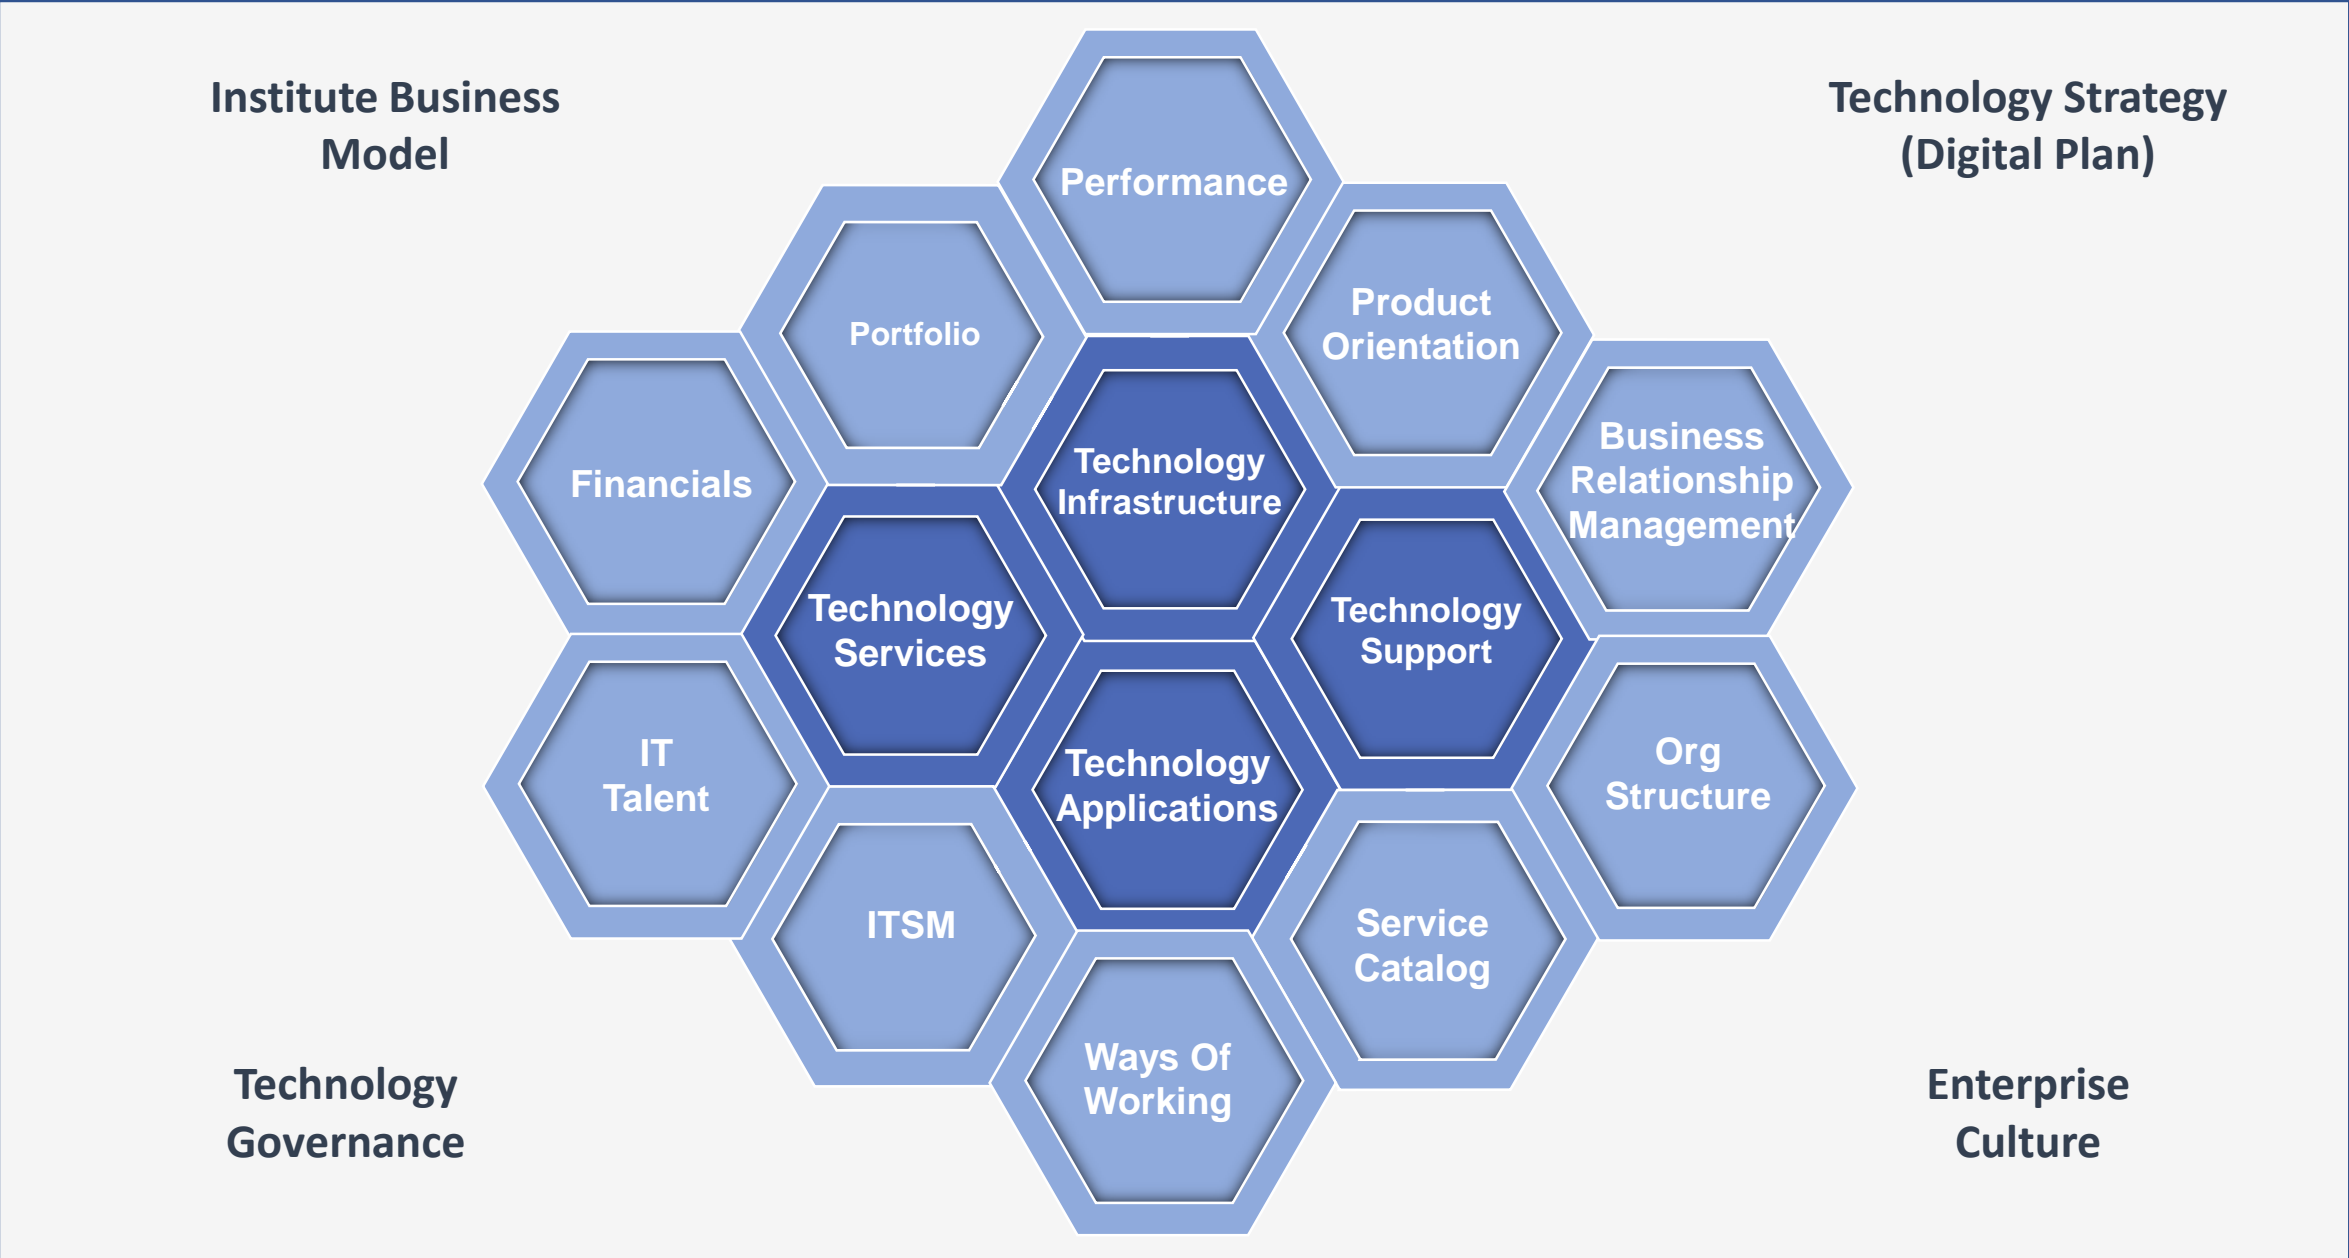 Institute Business
Model
Technology Strategy
(Digital Plan)
Performance
Portfolio
Product
Orientation
Financials
Technology
Infrastructure
Business
Relationship
Management
Technology
Services
Technology
Support
IT
Talent
Technology
Applications
Org
Structure
ITSM
Service
Catalog
Ways Of
Working
Technology
Governance
Enterprise
Culture